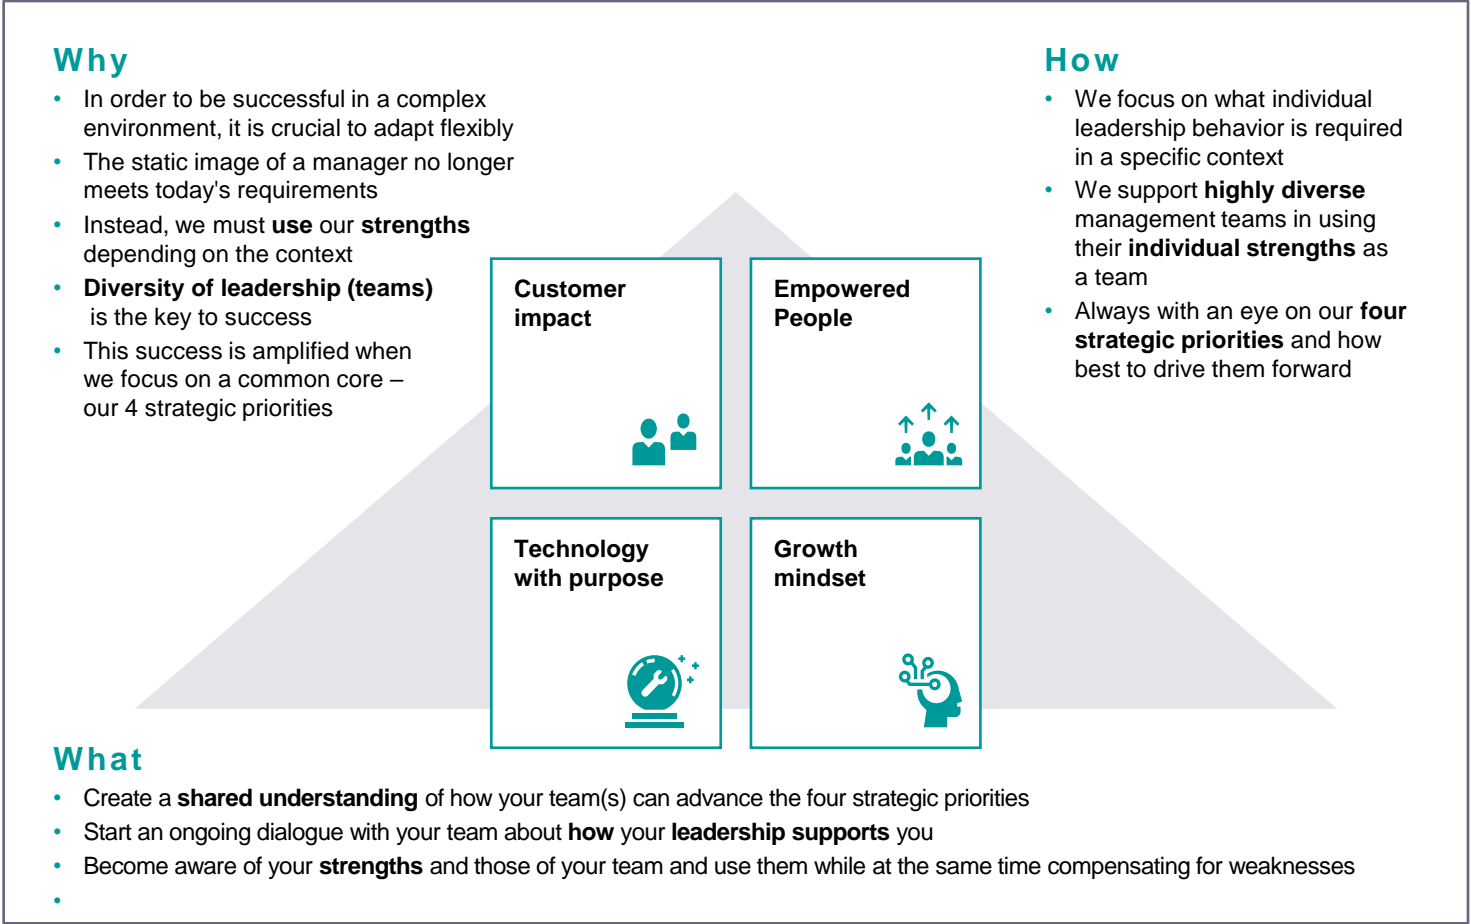 Why
• In order to be successful in a complex
environment, it is crucial to adapt flexibly
• The static image of a manager no longer
meets today's requirements
• Instead, we must use our strengths
depending on the context
• Diversity of leadership (teams)
is the key to success
• This success is amplified when
we focus on a common core –
our 4 strategic priorities
How
• We focus on what individual
leadership behavior is required
in a specific context
• We support highly diverse
management teams in using
their individual strengths as
a team
• Always with an eye on our four
strategic priorities and how
best to drive them forward
Customer
impact
Empowered
People
Technology
with purpose
Growth
mindset
What
• Create a shared understanding of how your team(s) can advance the four strategic priorities
• Start an ongoing dialogue with your team about how your leadership supports you
• Become aware of your strengths and those of your team and use them while at the same time compensating for weaknesses
•